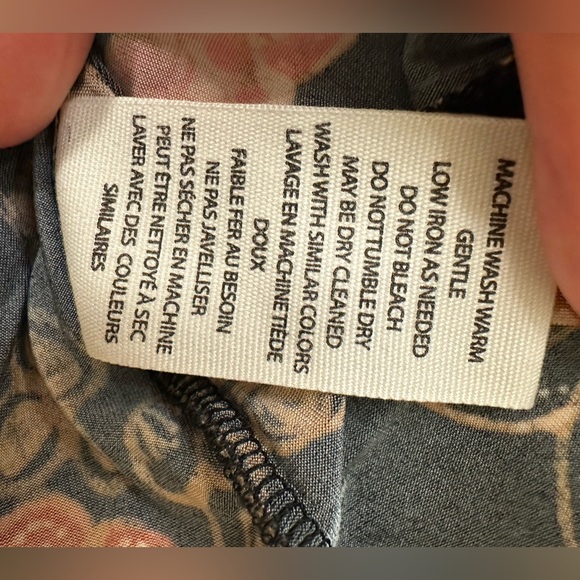 MACHINE WASH WARM
GENTLE
LOW IRON AS NEEDED
DO NOT BLEACH
DO NOT TUMBLE DRY
MAY BE DRY CLEANED
WASH WITH SIMILAR COLORS
LAVAGE EN MACHINE TIÈDE
DOUX
FAIBLE FER AU BESOIN
NE PAS JAVELLISER
NE PAS SÉCHER EN MACHINE
PEUT ÊTRE NETTOYÉ À SEC
LAVER AVEC DES COULEURS
SIMILAIRES